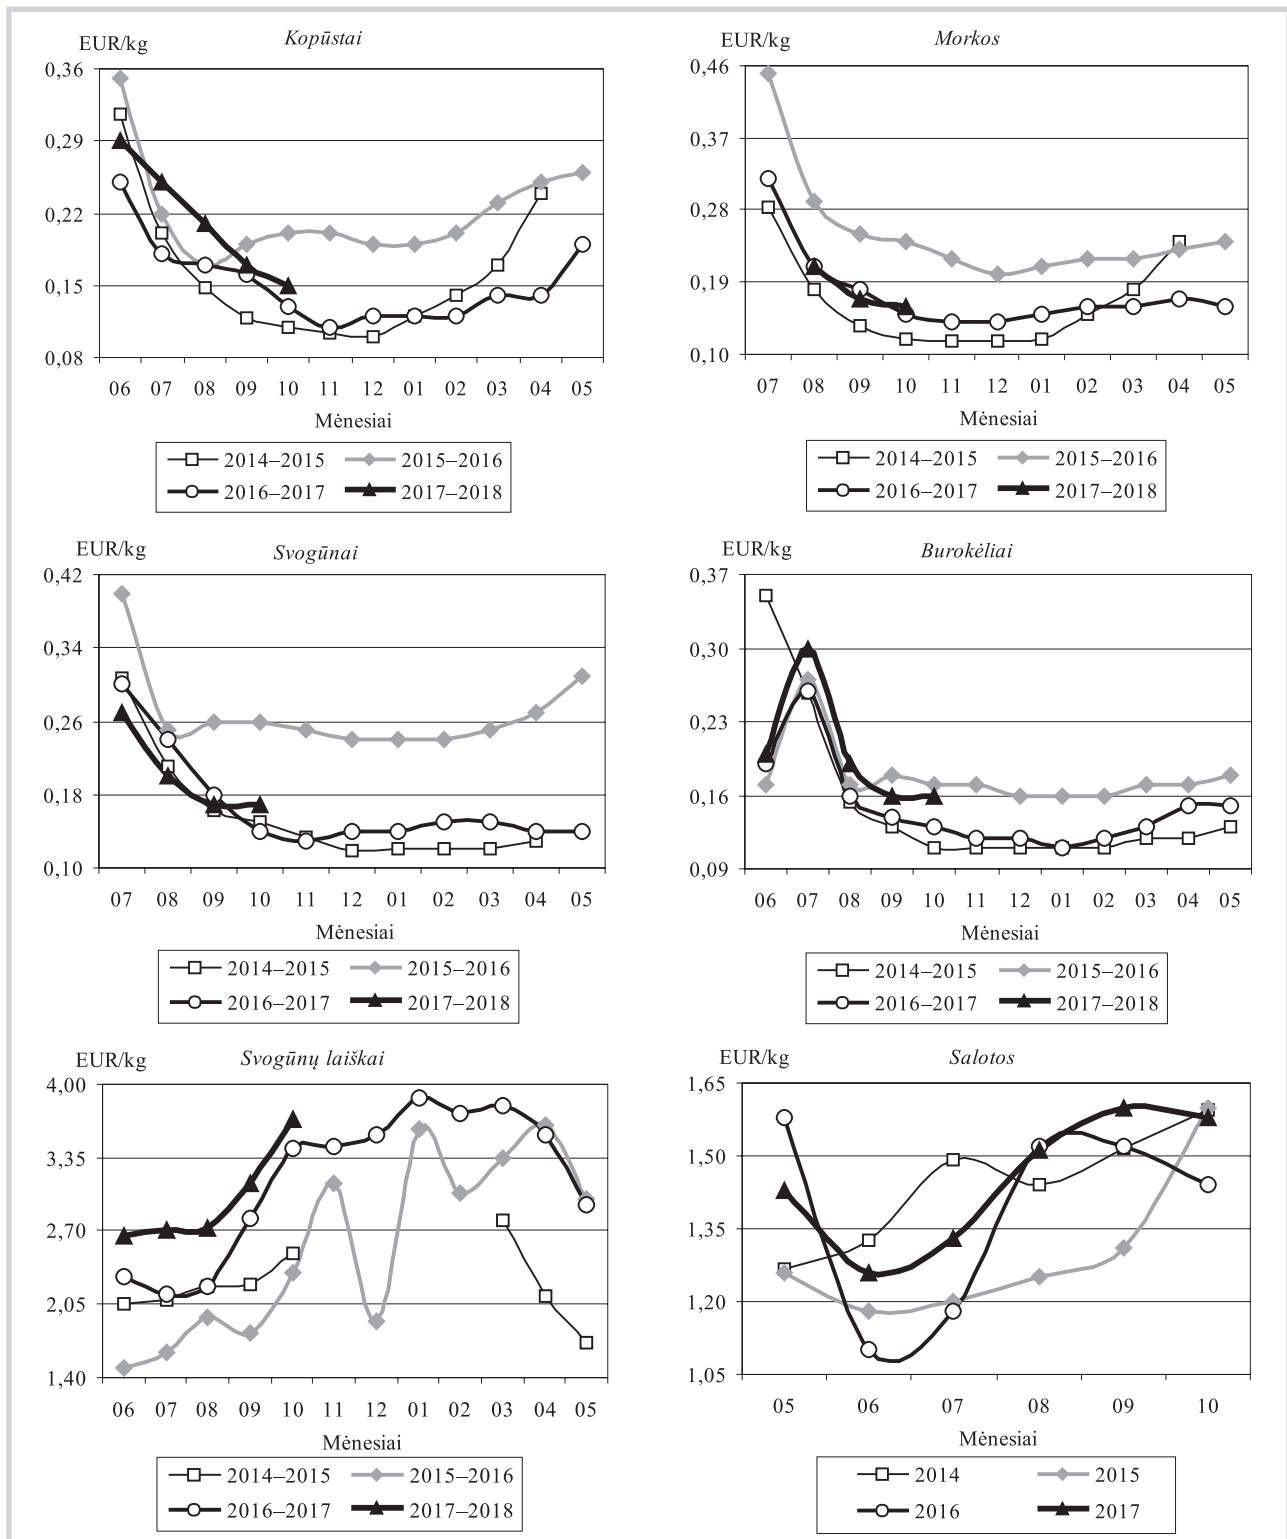 EUR/kg
Kopūstai
0,36
0,29
0,22
0,15
0,08
06 07 08 09 10 11 12 01 02 03 04 05
Mėnesiai
2014–2015 2015–2016
2016–2017 2017–2018
EUR/kg
Morkos
0,46
0,37
0,28
0,19
0,10
07 08 09 10 11 12 01 02 03 04 05
Mėnesiai
2014–2015 2015–2016
2016–2017 2017–2018
EUR/kg
Svogūnai
0,42
0,34
0,26
0,18
0,10
07 08 09 10 11 12 01 02 03 04 05
Mėnesiai
2014–2015 2015–2016
2016–2017 2017–2018
EUR/kg
Burokėliai
0,37
0,30
0,23
0,16
0,09
06 07 08 09 10 11 12 01 02 03 04 05
Mėnesiai
2014–2015 2015–2016
2016–2017 2017–2018
EUR/kg
Svogūnų laiškai
4,00
3,35
2,70
2,05
1,40
06 07 08 09 10 11 12 01 02 03 04 05
Mėnesiai
2014–2015 2015–2016
2016–2017 2017–2018
EUR/kg
Salotos
1,65
1,50
1,35
1,20
1,05
05 06 07 08 09 10
Mėnesiai
2014 2015
2016 2017